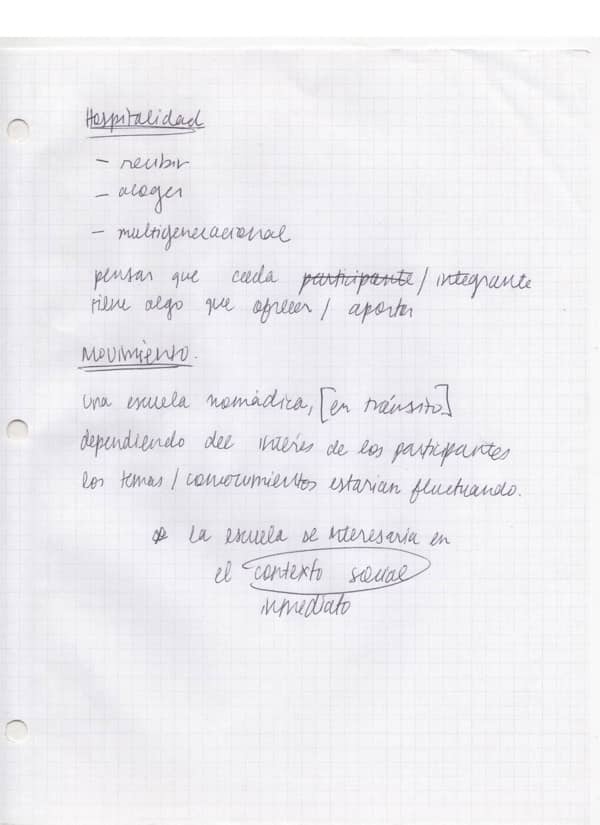 Hospitalidad
- recibir
- acoger
- multigeneracional
pensar que cada participante / integrante
tiene algo que ofrecer / aportar
MOVIMIENTO.
una escuela nomádica, [en tránsito]
dependiendo del interés de los participantes
los temas / conocimientos estarían fluctuando.
* La escuela se interesaría en
el contexto social
inmediato